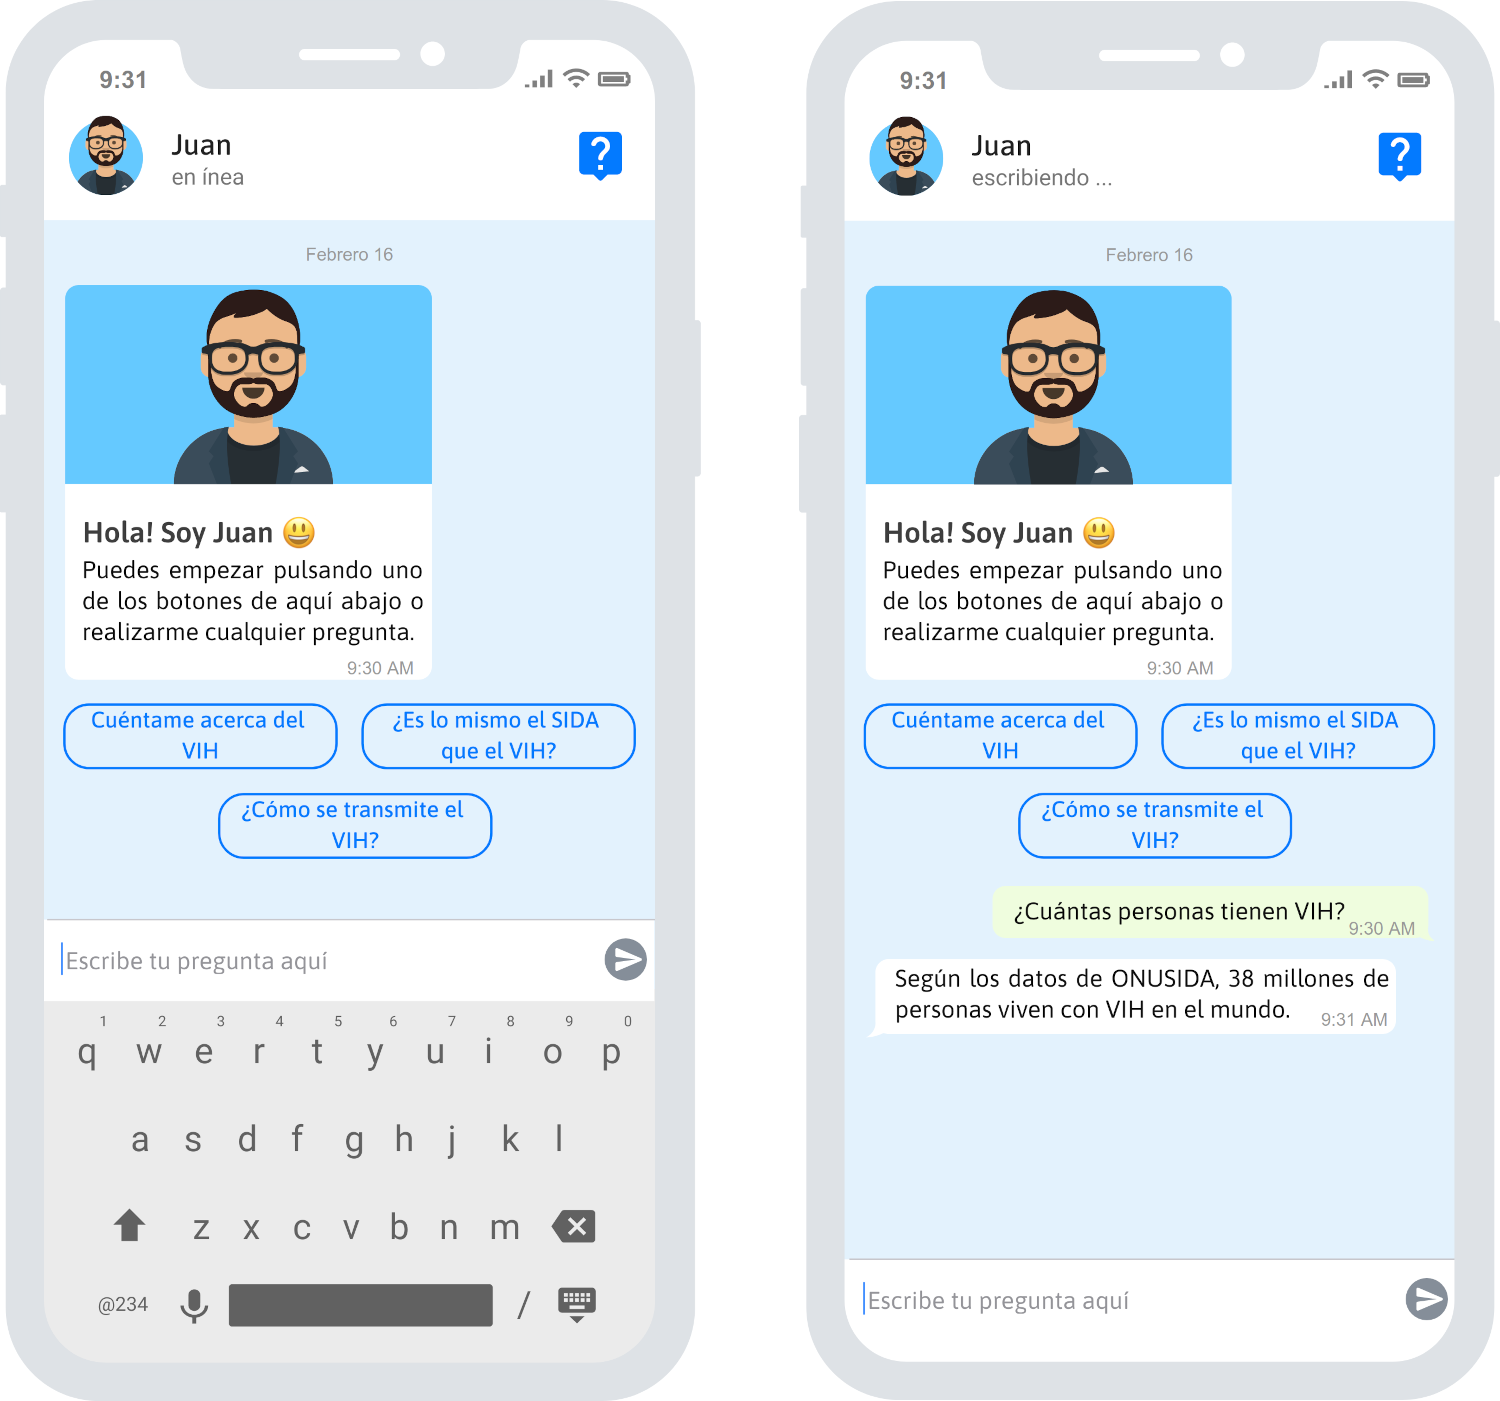 9:31
Juan
en ínea
?
Febrero 16
Hola! Soy Juan 😃
Puedes empezar pulsando uno
de los botones de aquí abajo o
realizarme cualquier pregunta.
9:30 AM
Cuéntame acerca del
VIH
¿Es lo mismo el SIDA
que el VIH?
¿Cómo se transmite el
VIH?
Escribe tu pregunta aquí
1 2 3 4 5 6 7 8 9 0
q w e r t y u i o p
a s d f g h j k l
z x c v b n m
@234 /
9:31
Juan
escribiendo ...
?
Febrero 16
Hola! Soy Juan 😃
Puedes empezar pulsando uno
de los botones de aquí abajo o
realizarme cualquier pregunta.
9:30 AM
Cuéntame acerca del
VIH
¿Es lo mismo el SIDA
que el VIH?
¿Cómo se transmite el
VIH?
¿Cuántas personas tienen VIH?
9:30 AM
Según los datos de ONUSIDA, 38 millones de
personas viven con VIH en el mundo.
9:31 AM
Escribe tu pregunta aquí